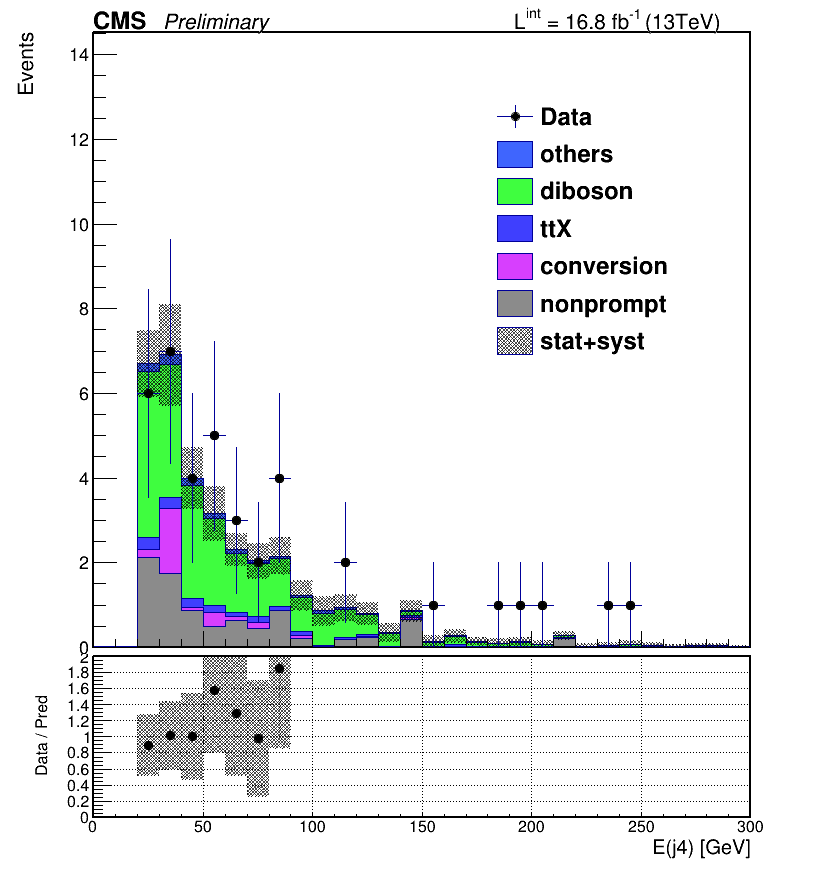 CMS Preliminary L^int = 16.8 fb^-1 (13TeV)
Events
14
12
10
8
6
4
2
0
Data
others
diboson
ttX
conversion
nonprompt
stat+syst
Data / Pred
2
1.8
1.6
1.4
1.2
1
0.8
0.6
0.4
0.2
0
0 50 100 150 200 250 300
E(j4) [GeV]